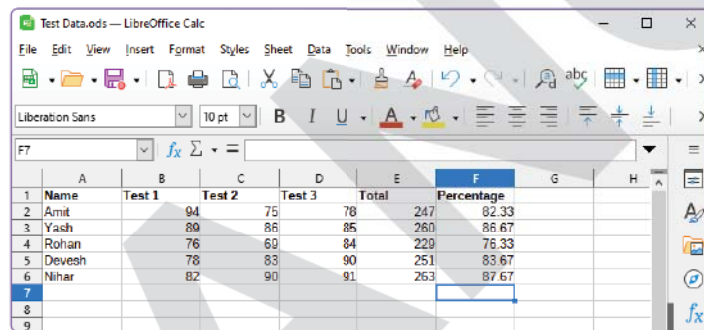 Test Data.ods — LibreOffice Calc
File Edit View Insert Format Styles Sheet Data Tools Window Help
Liberation Sans 10 pt B I U A
F7 fx Σ =
A B C D E F G H
1 Name Test 1 Test 2 Test 3 Total Percentage
2 Amit 94 75 78 247 82.33
3 Yash 89 86 85 260 86.67
4 Rohan 76 69 84 229 76.33
5 Devesh 78 83 90 251 83.67
6 Nihar 82 90 91 263 87.67
7
8
9